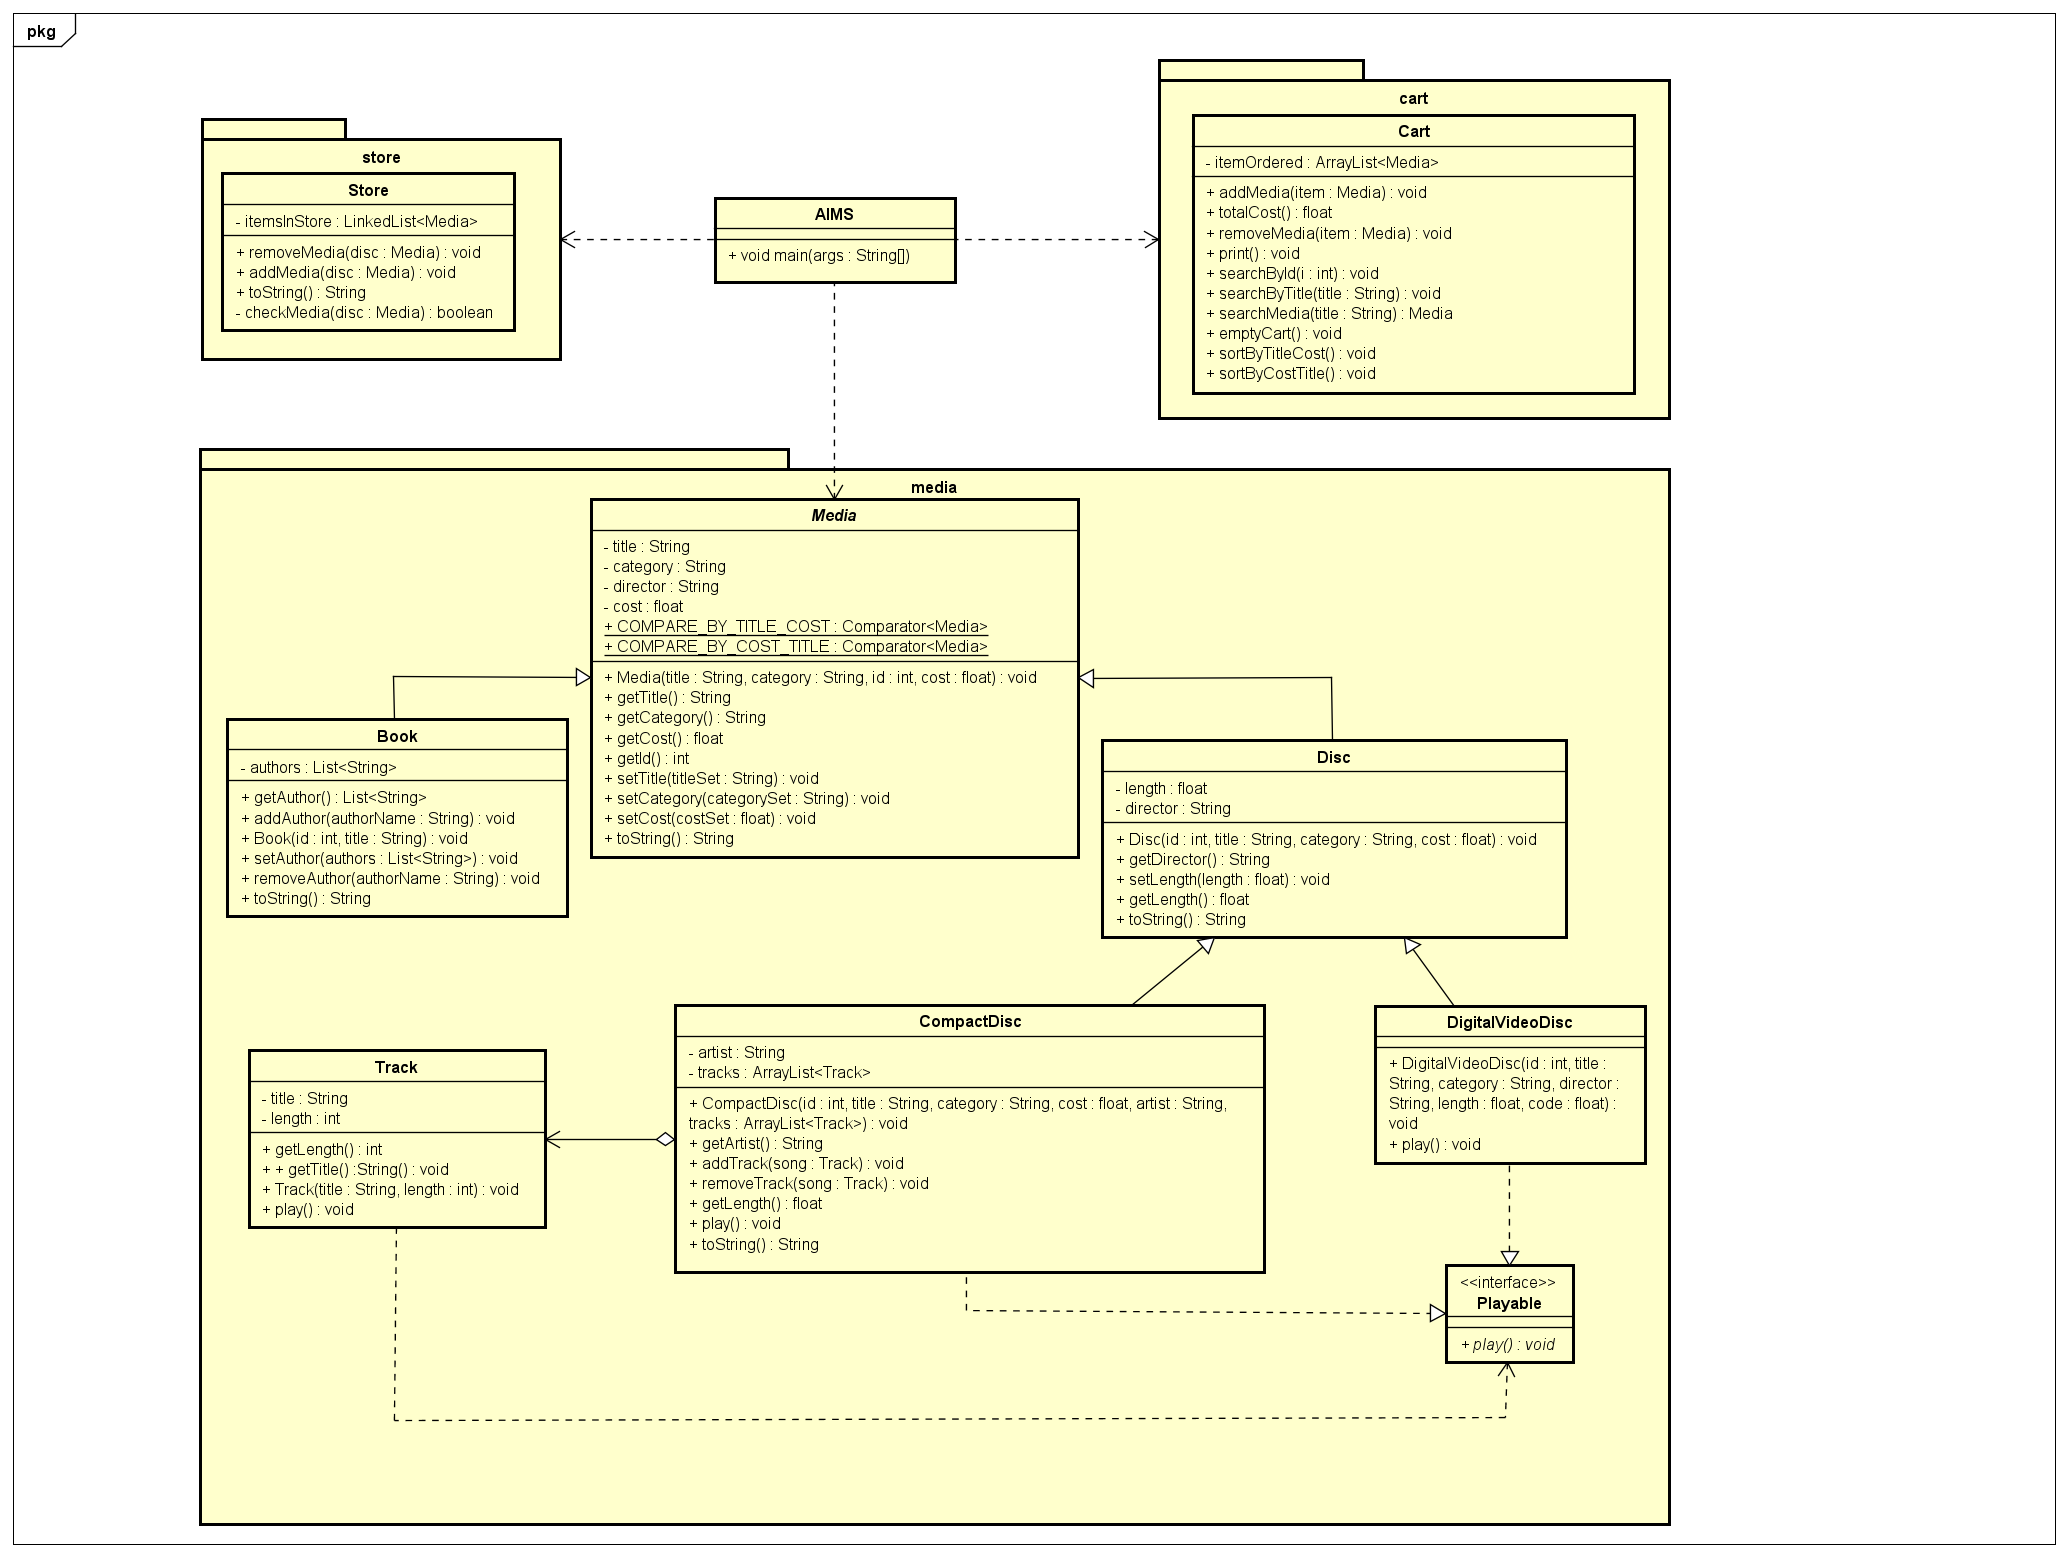 pkg
store
Store
- itemsInStore : LinkedList<Media>
+ removeMedia(disc : Media) : void
+ addMedia(disc : Media) : void
+ toString() : String
- checkMedia(disc : Media) : boolean
AIMS
+ void main(args : String[])
cart
Cart
- itemOrdered : ArrayList<Media>
+ addMedia(item : Media) : void
+ totalCost() : float
+ removeMedia(item : Media) : void
+ print() : void
+ searchById(i : int) : void
+ searchByTitle(title : String) : void
+ searchMedia(title : String) : Media
+ emptyCart() : void
+ sortByTitleCost() : void
+ sortByCostTitle() : void
media
Media
- title : String
- category : String
- director : String
- cost : float
+ COMPARE_BY_TITLE_COST : Comparator<Media>
+ COMPARE_BY_COST_TITLE : Comparator<Media>
+ Media(title : String, category : String, id : int, cost : float) : void
+ getTitle() : String
+ getCategory() : String
+ getCost() : float
+ getId() : int
+ setTitle(titleSet : String) : void
+ setCategory(categorySet : String) : void
+ setCost(costSet : float) : void
+ toString() : String
Book
- authors : List<String>
+ getAuthor() : List<String>
+ addAuthor(authorName : String) : void
+ Book(id : int, title : String) : void
+ setAuthor(authors : List<String>) : void
+ removeAuthor(authorName : String) : void
+ toString() : String
Disc
- length : float
- director : String
+ Disc(id : int, title : String, category : String, cost : float) : void
+ getDirector() : String
+ setLength(length : float) : void
+ getLength() : float
+ toString() : String
Track
- title : String
- length : int
+ getLength() : int
+ + getTitle() :String() : void
+ Track(title : String, length : int) : void
+ play() : void
CompactDisc
- artist : String
- tracks : ArrayList<Track>
+ CompactDisc(id : int, title : String, category : String, cost : float, artist : String,
tracks : ArrayList<Track>) : void
+ getArtist() : String
+ addTrack(song : Track) : void
+ removeTrack(song : Track) : void
+ getLength() : float
+ play() : void
+ toString() : String
DigitalVideoDisc
+ DigitalVideoDisc(id : int, title :
String, category : String, director :
String, length : float, code : float) :
void
+ play() : void
<<interface>>
Playable
+ play() : void